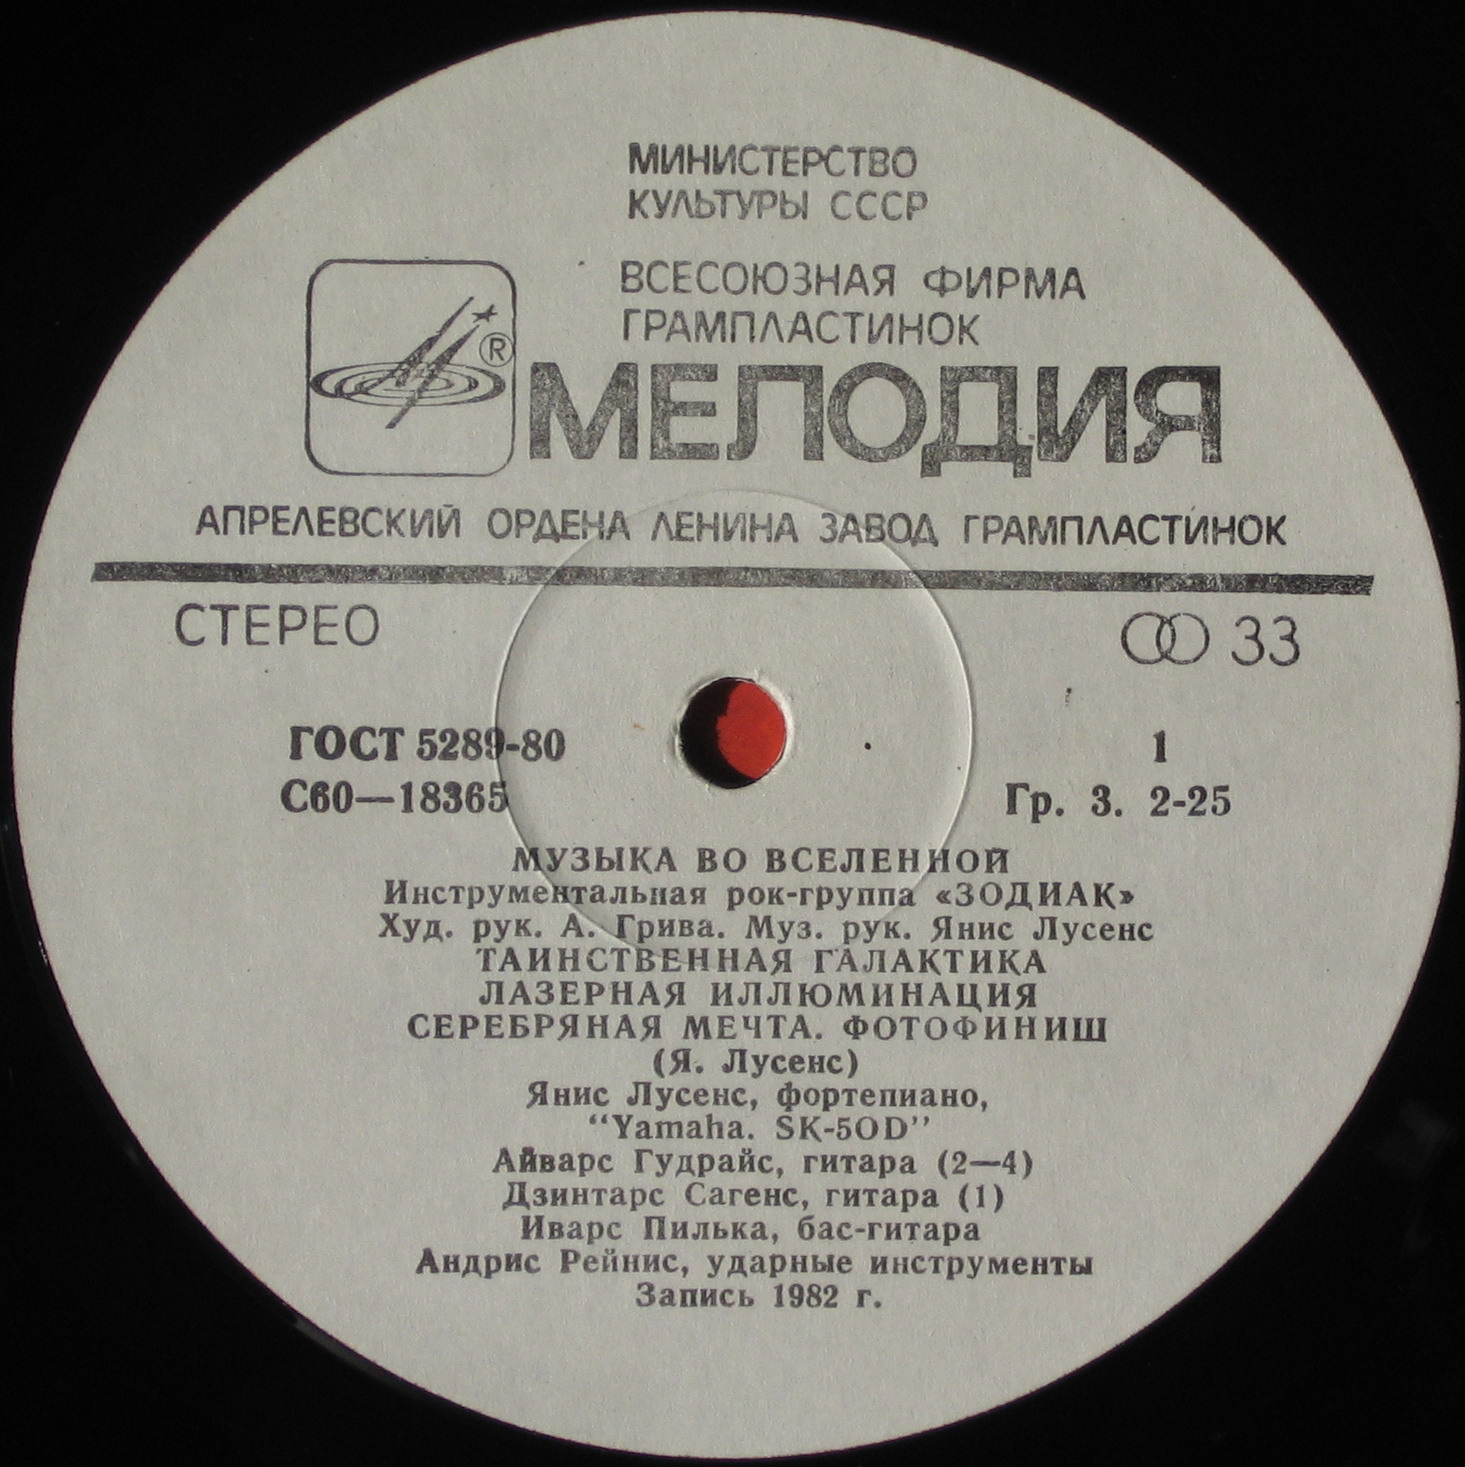 МИНИСТЕРСТВО
КУЛЬТУРЫ СССР
ВСЕСОЮЗНАЯ ФИРМА
ГРАМПЛАСТИНОК
®
МЕЛОДИЯ
АПРЕЛЕВСКИЙ ОРДЕНА ЛЕНИНА ЗАВОД ГРАМПЛАСТИНОК
СТЕРЕО 33
ГОСТ 5289-80 1
С60—18365 Гр. 3. 2-25
МУЗЫКА ВО ВСЕЛЕННОЙ
Инструментальная рок-группа «ЗОДИАК»
Худ. рук. А. Грива. Муз. рук. Янис Лусенс
ТАИНСТВЕННАЯ ГАЛАКТИКА
ЛАЗЕРНАЯ ИЛЛЮМИНАЦИЯ
СЕРЕБРЯНАЯ МЕЧТА. ФОТОФИНИШ
(Я. Лусенс)
Янис Лусенс, фортепиано,
“Yamaha. SK-5OD”
Айварс Гудрайс, гитара (2—4)
Дзинтарс Сагенс, гитара (1)
Иварс Пилька, бас-гитара
Андрис Рейнис, ударные инструменты
Запись 1982 г.